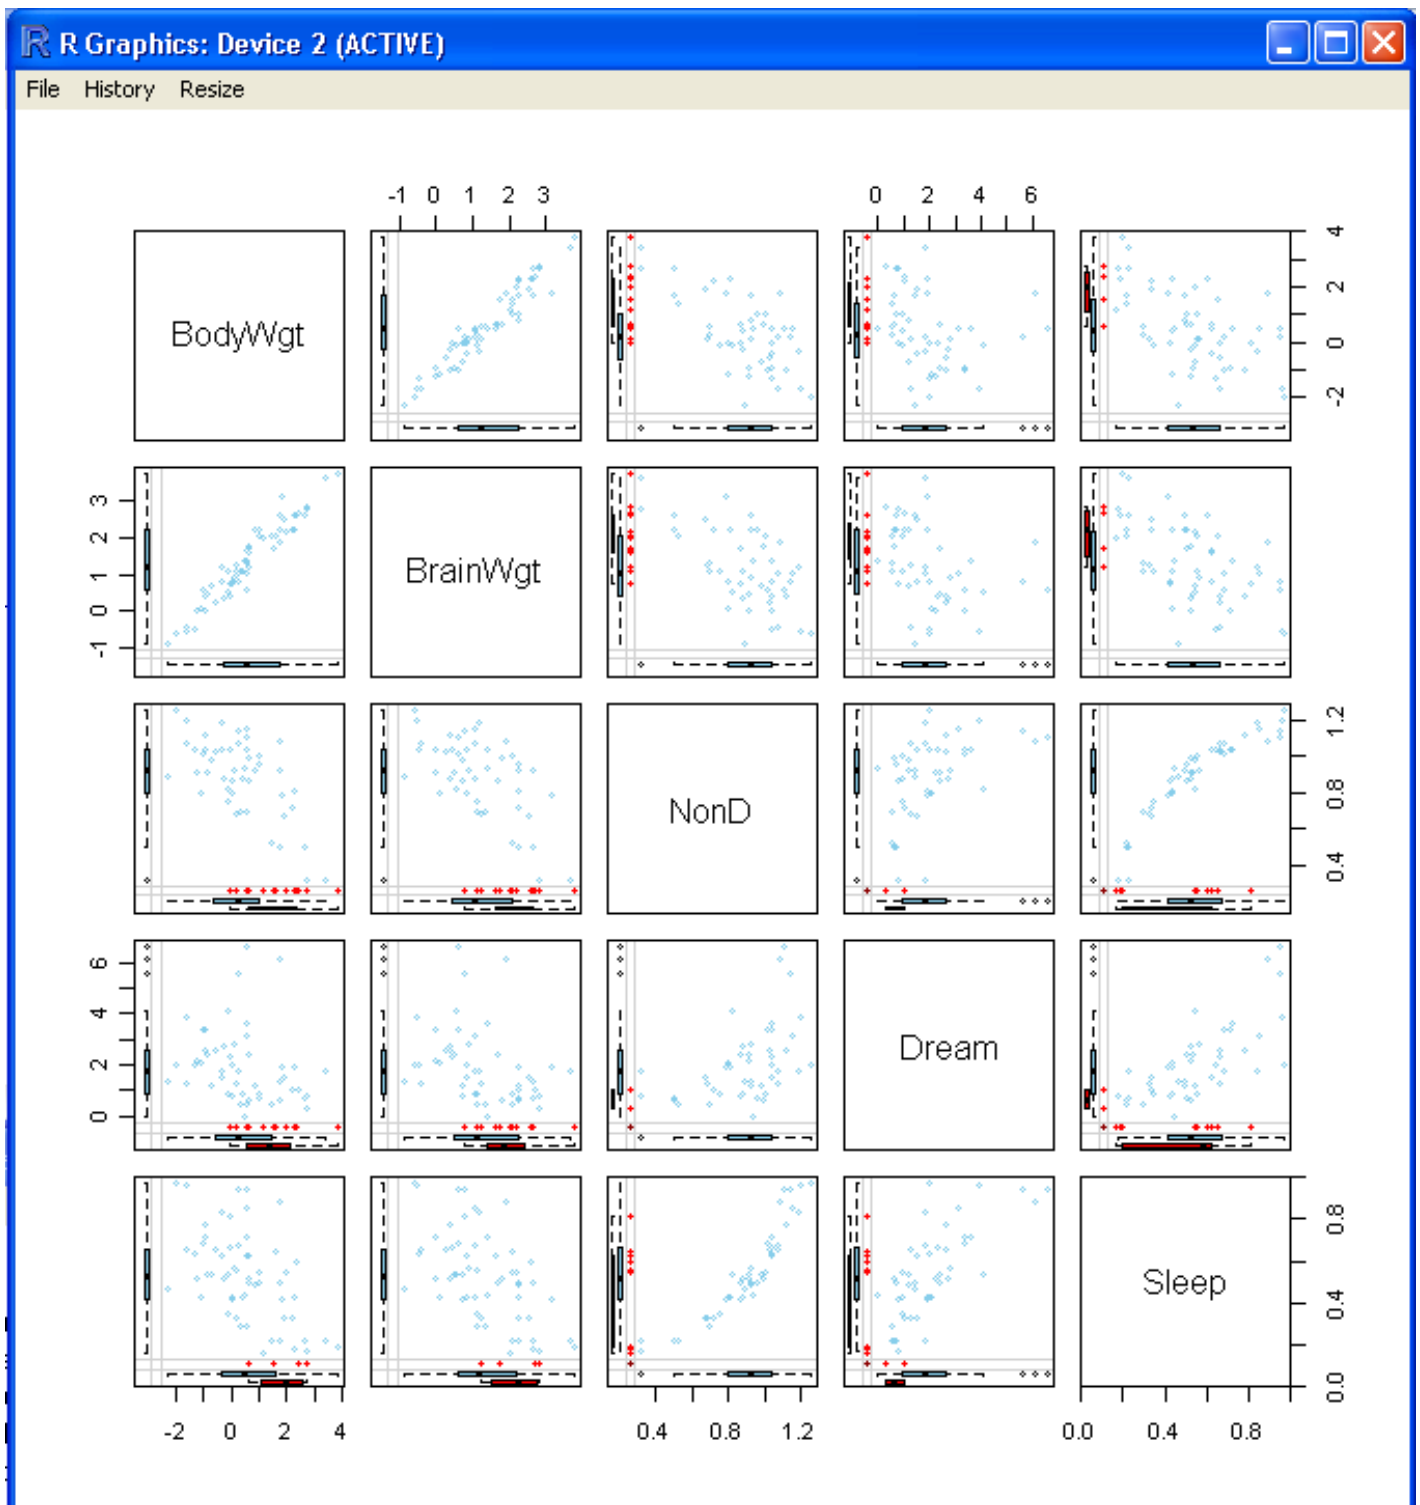 R R Graphics: Device 2 (ACTIVE)
File History Resize
-1 0 1 2 3 0 2 4 6
BodyWgt
-2 0 2 4
BrainWgt
-1 0 1 2 3
NonD
0.4 0.8 1.2
Dream
0 2 4 6
Sleep
0.0 0.4 0.8
-2 0 2 4 0.4 0.8 1.2 0.0 0.4 0.8